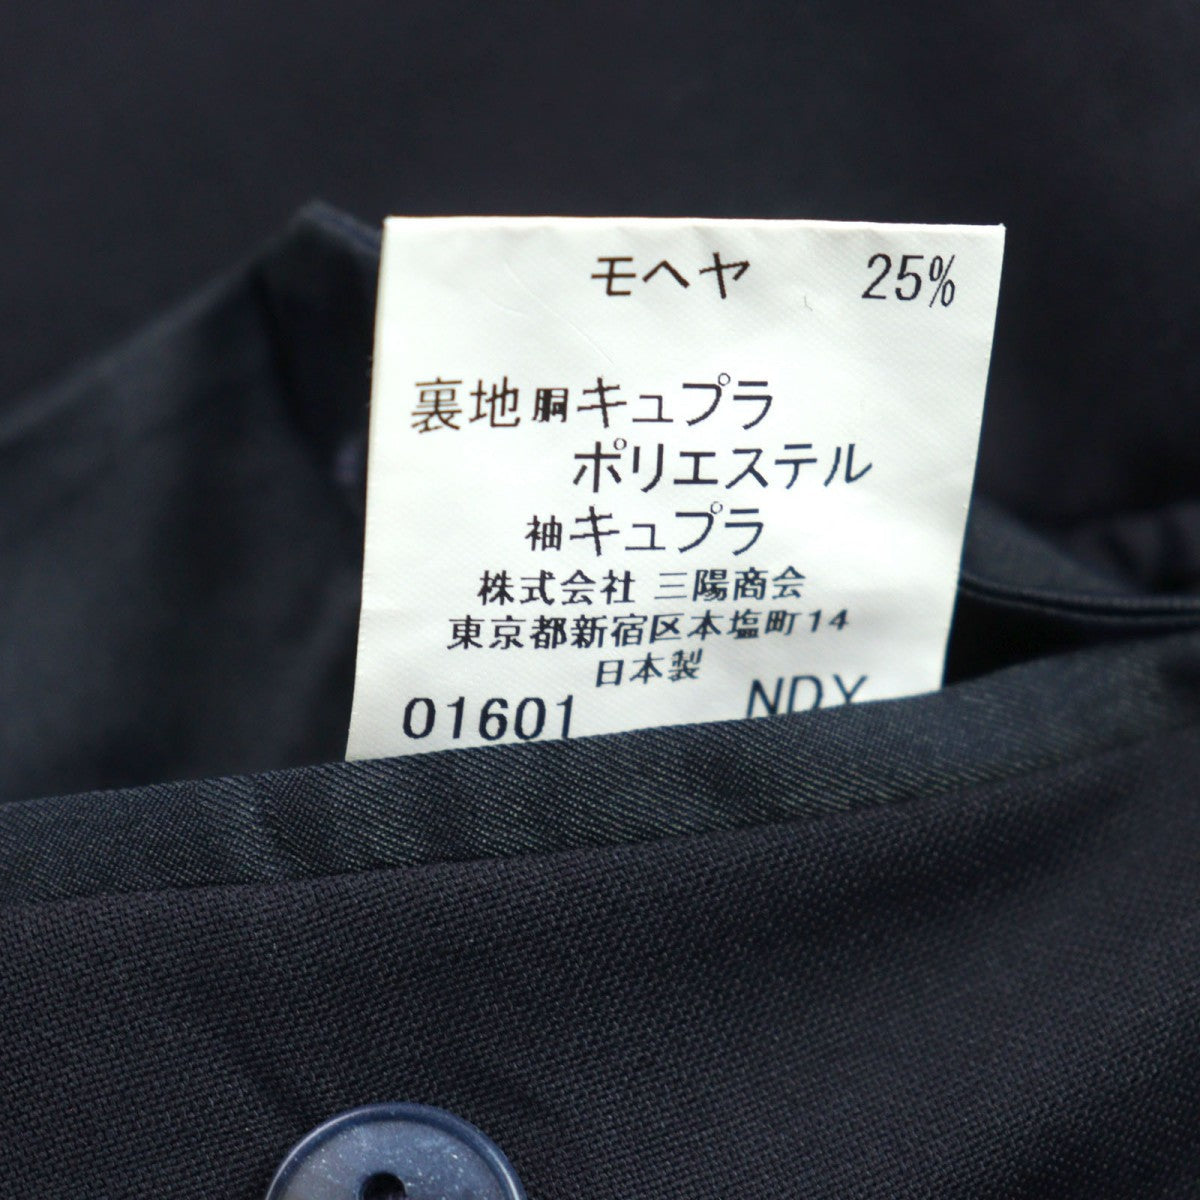 モヘヤ 25%
裏地 胴 キュプラ
ポリエステル
袖 キュプラ
株式会社 三陽商会
東京都新宿区本塩町14
日本製
01601 NDY